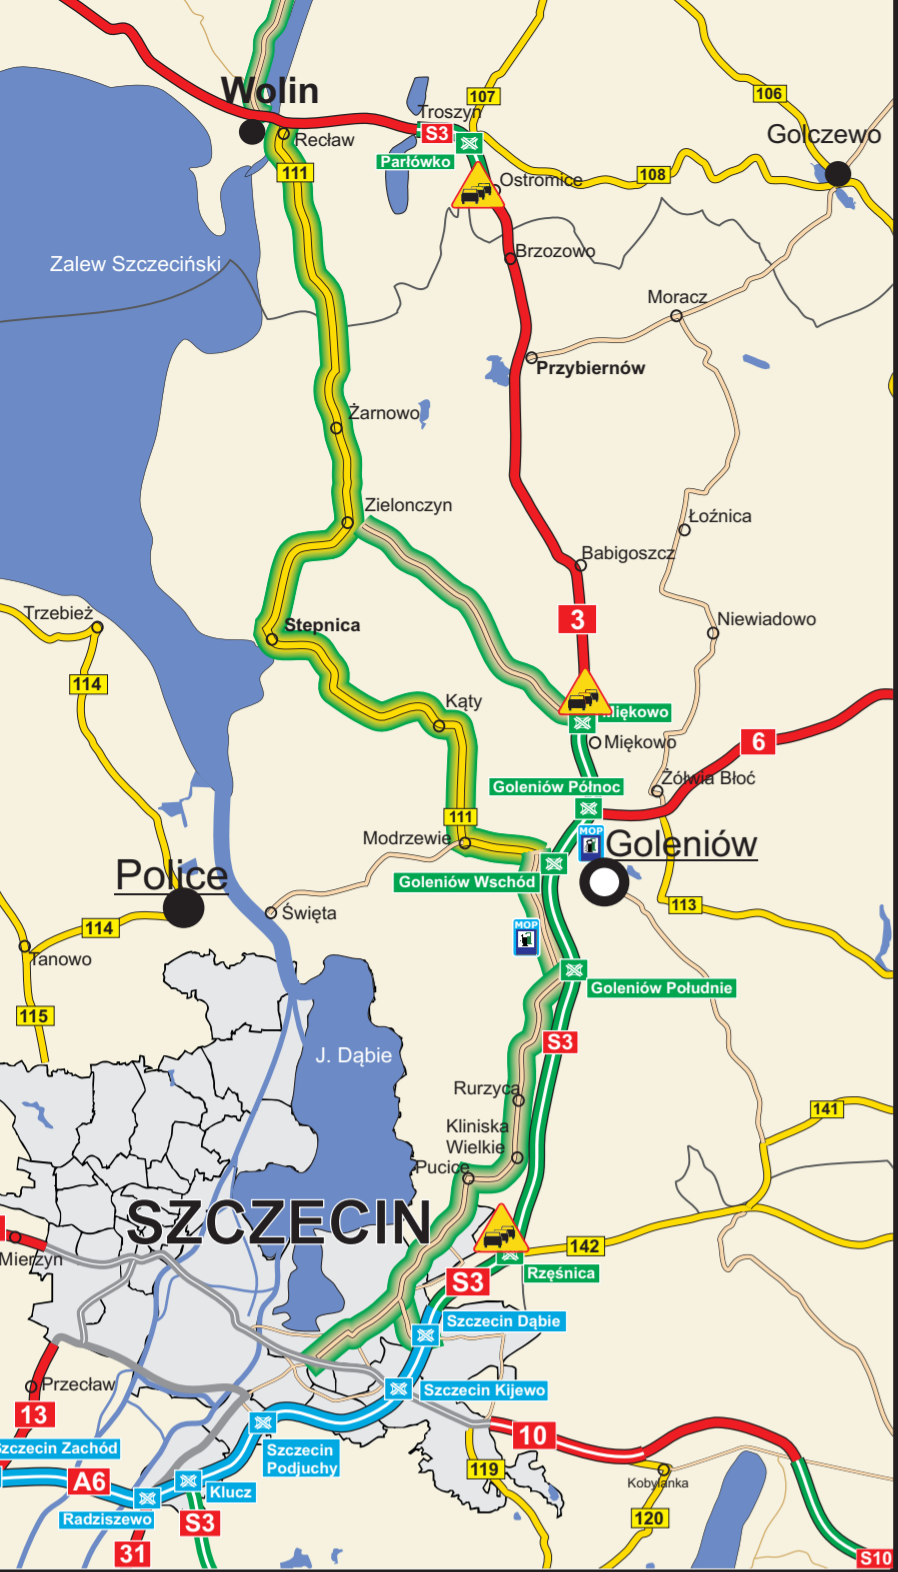 107
106
Wolin
Troszyn
S3
Golczewo
Recław
Parłówko
111
108
Ostromice
Brzozowo
Zalew Szczeciński
Moracz
Przybiernów
Żarnowo
Zielonczyn
Łoźnica
Babigoszcz
Trzebież
3
Niewiadowo
Stepnica
114
Kąty
Miękowo
Miękowo
6
Żółwia Błoć
Goleniów Północ
111
MOP
Goleniów
Modrzewie
Police
Goleniów Wschód
113
Święta
114
MOP
Tanowo
Goleniów Południe
115
S3
J. Dąbie
Rurzyca
141
Kliniska
Wielkie
Pucice
SZCZECIN
142
Mierzyn
Rzęśnica
S3
Szczecin Dąbie
Przecław
Szczecin Kijewo
13
10
Szczecin Zachód
Szczecin
Podjuchy
119
A6
Klucz
Kobylanka
Radziszewo
S3
120
31
S10